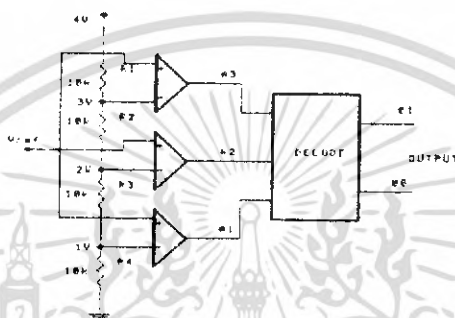 4V
R1
#3
10k
3V
10k
R2
#2
DECODE
OUTPUT
2V
R3
10k
#1
1V
R4
10k